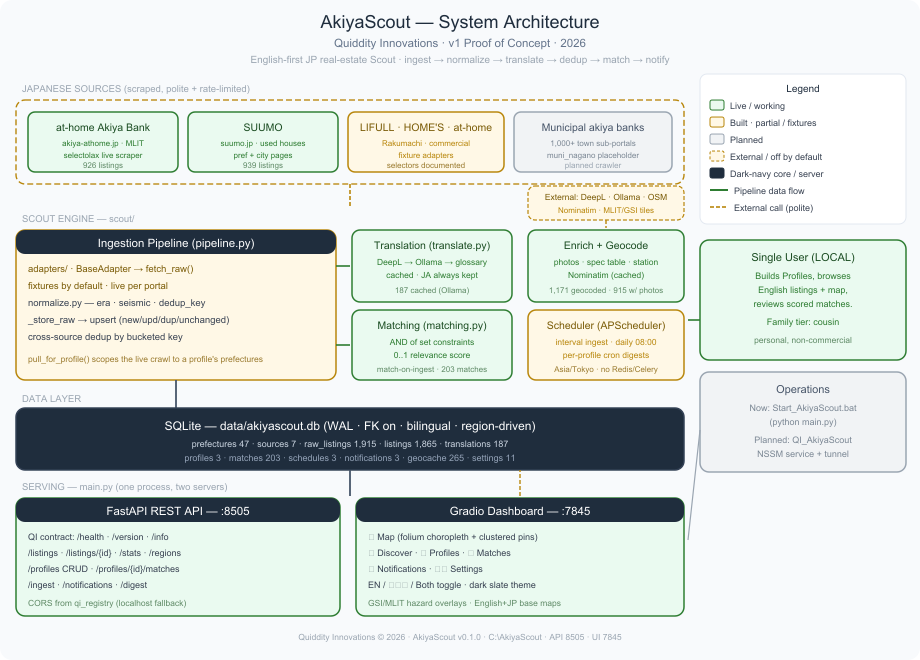 AkiyaScout — System Architecture
Quiddity Innovations · v1 Proof of Concept · 2026
English-first JP real-estate Scout · ingest → normalize → translate → dedup → match → notify
JAPANESE SOURCES (scraped, polite + rate-limited)
at-home Akiya Bank
akiya-athome.jp · MLIT
selectolax live scraper
926 listings
SUUMO
suumo.jp · used houses
pref + city pages
939 listings
LIFULL · HOME'S · at-home
Rakumachi · commercial
fixture adapters
selectors documented
Municipal akiya banks
1,000+ town sub-portals
muni_nagano placeholder
planned crawler
Legend
Live / working
Built · partial / fixtures
Planned
External / off by default
Dark-navy core / server
Pipeline data flow
External call (polite)
External: DeepL · Ollama · OSM
Nominatim · MLIT/GSI tiles
SCOUT ENGINE — scout/
Ingestion Pipeline (pipeline.py)
adapters/ · BaseAdapter → fetch_raw()
fixtures by default · live per portal
normalize.py — era · seismic · dedup_key
_store_raw → upsert (new/upd/dup/unchanged)
cross-source dedup by bucketed key
pull_for_profile() scopes the live crawl to a profile's prefectures
Translation (translate.py)
DeepL → Ollama → glossary
cached · JA always kept
187 cached (Ollama)
Enrich + Geocode
photos · spec table · station
Nominatim (cached)
1,171 geocoded · 915 w/ photos
Matching (matching.py)
AND of set constraints
0..1 relevance score
match-on-ingest · 203 matches
Scheduler (APScheduler)
interval ingest · daily 08:00
per-profile cron digests
Asia/Tokyo · no Redis/Celery
Single User (LOCAL)
Builds Profiles, browses
English listings + map,
reviews scored matches.
Family tier: cousin
personal, non-commercial
Operations
Now: Start_AkiyaScout.bat
(python main.py)
Planned: QI_AkiyaScout
NSSM service + tunnel
DATA LAYER
SQLite — data/akiyascout.db (WAL · FK on · bilingual · region-driven)
prefectures 47 · sources 7 · raw_listings 1,915 · listings 1,865 · translations 187
profiles 3 · matches 203 · schedules 3 · notifications 3 · geocache 265 · settings 11
SERVING — main.py (one process, two servers)
FastAPI REST API — :8505
QI contract: /health · /version · /info
/listings · /listings/{id} · /stats · /regions
/profiles CRUD · /profiles/{id}/matches
/ingest · /notifications · /digest
CORS from qi_registry (localhost fallback)
Gradio Dashboard — :7845
Map (folium choropleth + clustered pins)
Discover · Profiles · Matches
Notifications · Settings
EN / / Both toggle · dark slate theme
GSI/MLIT hazard overlays · English+JP base maps
Quiddity Innovations © 2026 · AkiyaScout v0.1.0 · C:\AkiyaScout · API 8505 · UI 7845